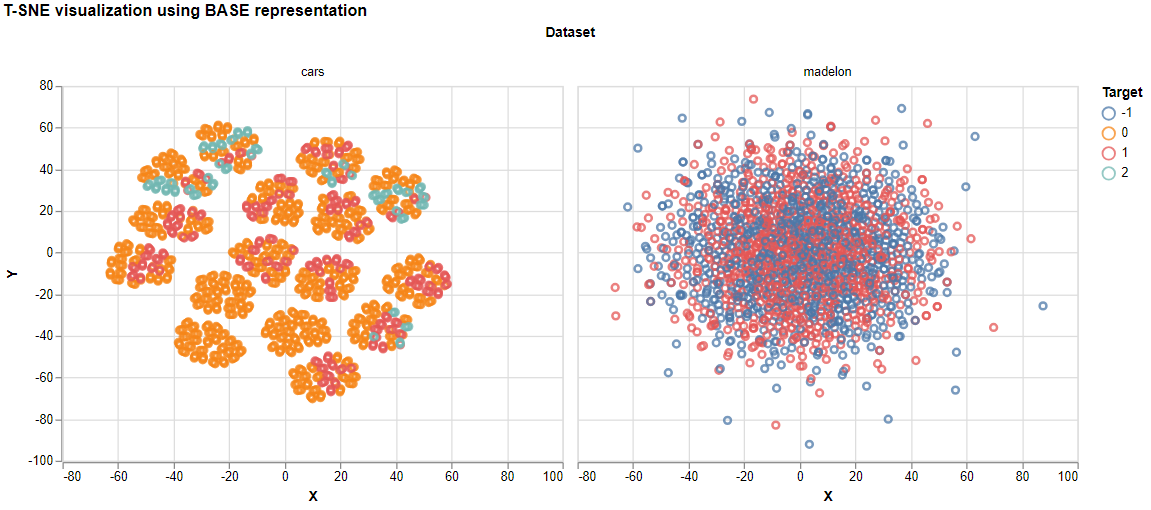 T-SNE visualization using BASE representation
Dataset
cars
madelon
Y
80
60
40
20
0
-20
-40
-60
-80
-100
-80 -60 -40 -20 0 20 40 60 80 100
X
-80 -60 -40 -20 0 20 40 60 80 100
X
Target
-1
0
1
2